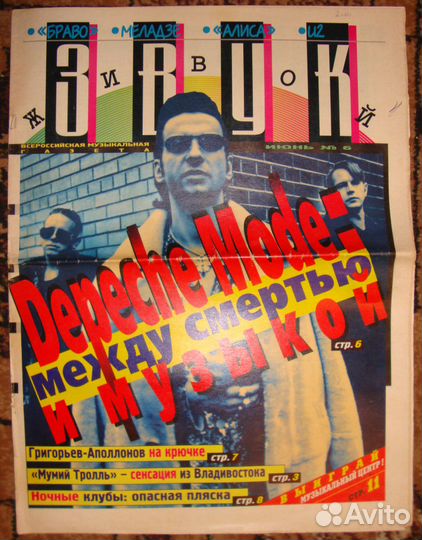 •«БРАВО» •МЕЛАДЗЕ •«АЛИСА» •U2
живой ЗВУК
ВСЕРОССИЙСКАЯ МУЗЫКАЛЬНАЯ
ГАЗЕТА
ИЮНЬ № 6
Depeche Mode:
между смертью
и музыкой
стр. 6
Григорьев-Аполлонов на крючке
стр. 7
«Мумий Тролль» – сенсация из Владивостока
стр. 3
Ночные клубы: опасная пляска
стр. 8
ВЫИГРАЙ
МУЗЫКАЛЬНЫЙ ЦЕНТР!
СТР. 11
Avito